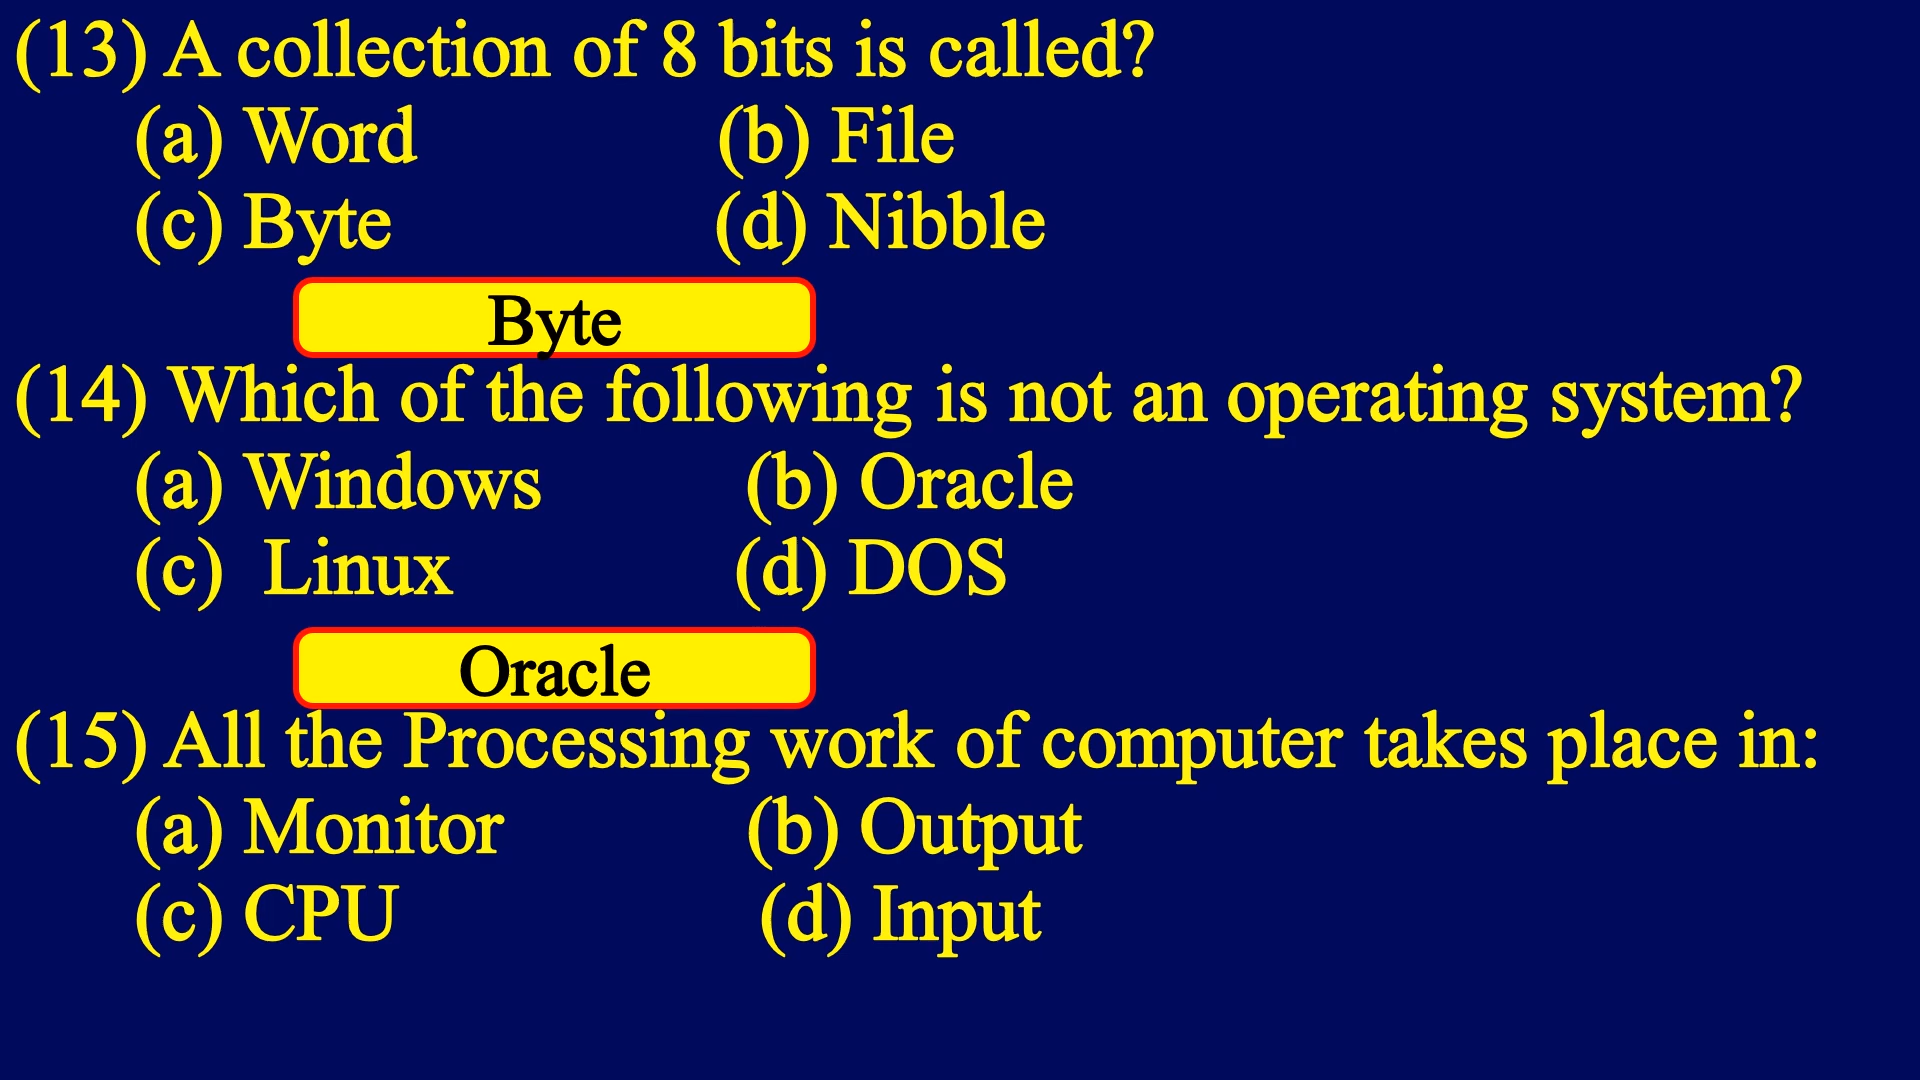 (13) A collection of 8 bits is called?
(a) Word (b) File
(c) Byte (d) Nibble
Byte
(14) Which of the following is not an operating system?
(a) Windows (b) Oracle
(c) Linux (d) DOS
Oracle
(15) All the Processing work of computer takes place in:
(a) Monitor (b) Output
(c) CPU (d) Input